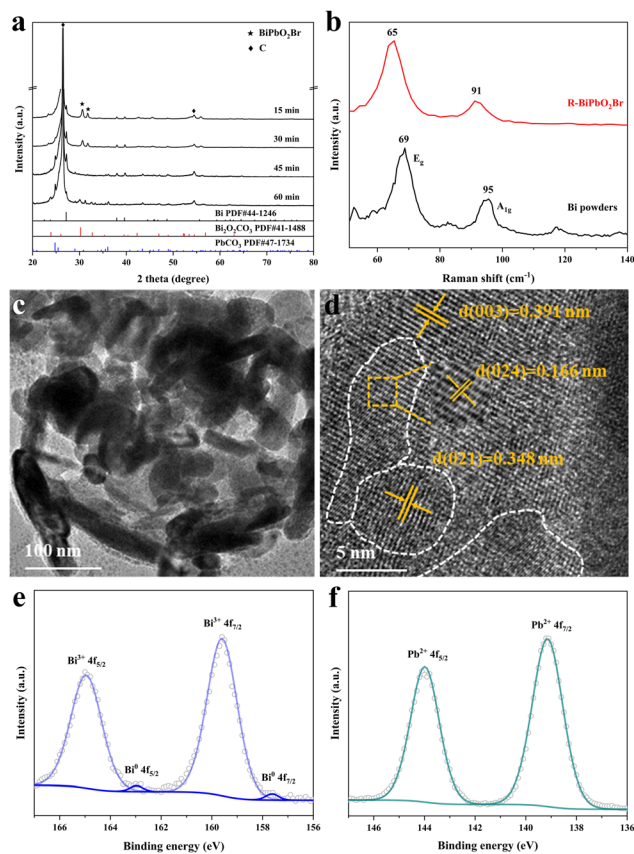 a
★ BiPbO₂Br
♦ C
15 min
30 min
45 min
60 min
Bi PDF#44-1246
Bi₂O₂CO₃ PDF#41-1488
PbCO₃ PDF#47-1734
20 30 40 50 60 70 80
2 theta (degree)
Intensity (a.u.)
b
65
91
R-BiPbO₂Br
69
E_g
95
A₁g
Bi powders
60 80 100 120 140
Raman shift (cm⁻¹)
Intensity (a.u.)
c
100 nm
d
d(003)=0.391 nm
d(024)=0.166 nm
d(021)=0.348 nm
5 nm
e
Bi³⁺ 4f₇/₂
Bi³⁺ 4f₅/₂
Bi⁰ 4f₅/₂
Bi⁰ 4f₇/₂
166 164 162 160 158 156
Binding energy (eV)
Intensity (a.u.)
f
Pb²⁺ 4f₇/₂
Pb²⁺ 4f₅/₂
146 144 142 140 138 136
Binding energy (eV)
Intensity (a.u.)